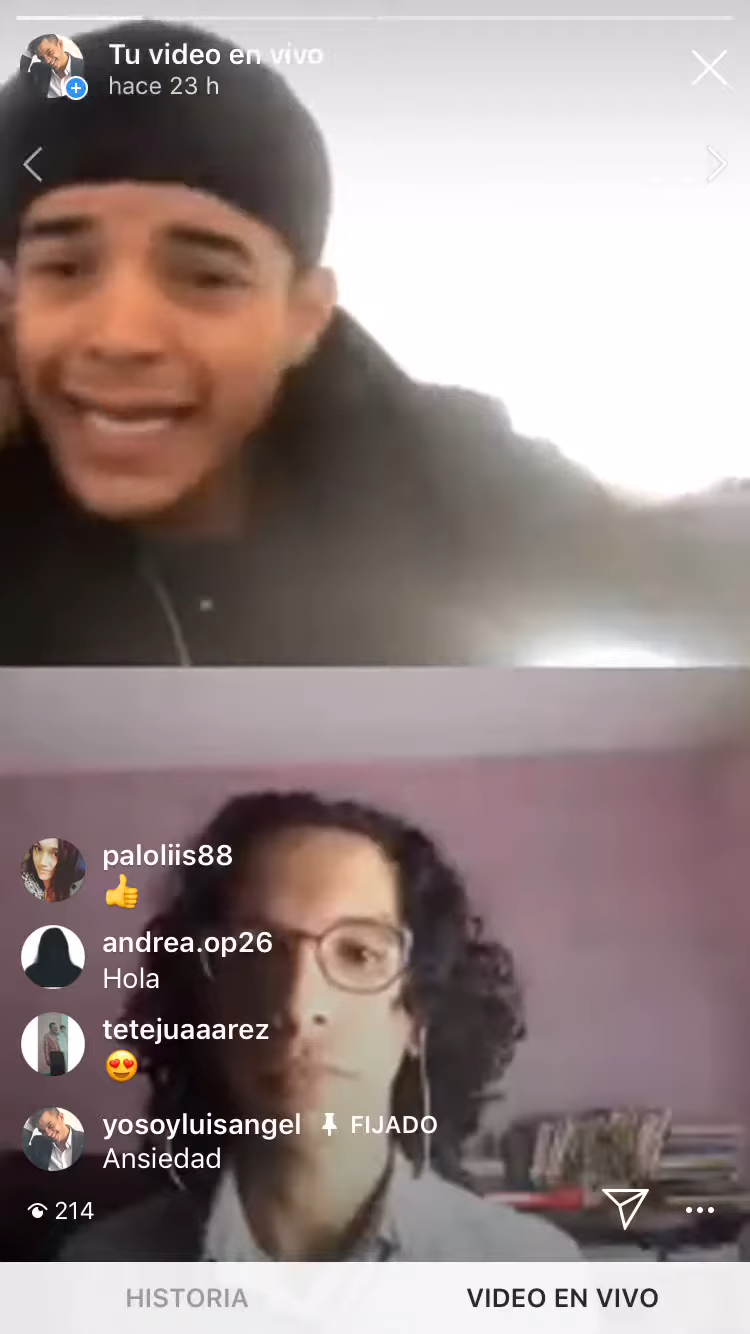 Tu video en vivo
hace 23 h
paloliis88
👍
andrea.op26
Hola
tetejuaaarez
😍
yosoyluisangel FIJADO
Ansiedad
214
HISTORIA VIDEO EN VIVO